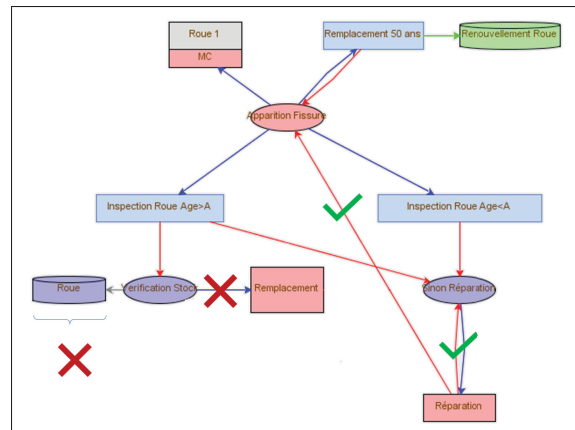 Roue 1
MC
Remplacement 50 ans
Renouvellement Roue
Apparition Fissure
Inspection Roue Age>A
Inspection Roue Age<A
Roue
Verification Stock
Remplacement
Sinon Réparation
Réparation